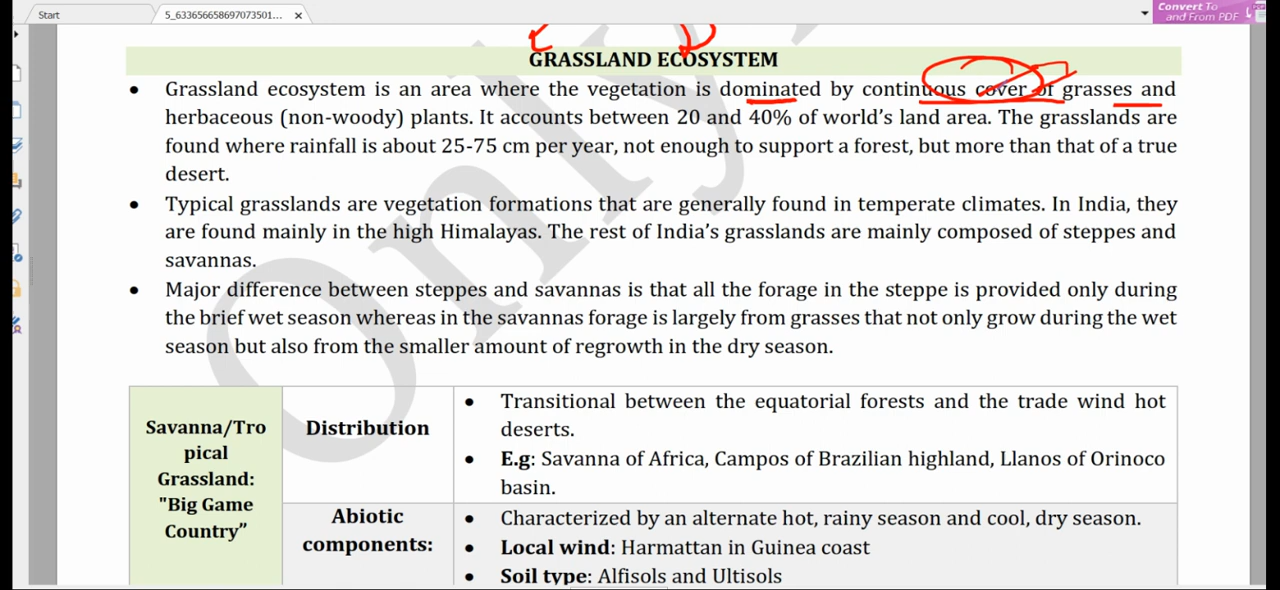 Start
5_633656658697073501...
Convert To
and From PDF
GRASSLAND ECOSYSTEM
• Grassland ecosystem is an area where the vegetation is dominated by continuous cover of grasses and
herbaceous (non-woody) plants. It accounts between 20 and 40% of world's land area. The grasslands are
found where rainfall is about 25-75 cm per year, not enough to support a forest, but more than that of a true
desert.
• Typical grasslands are vegetation formations that are generally found in temperate climates. In India, they
are found mainly in the high Himalayas. The rest of India's grasslands are mainly composed of steppes and
savannas.
• Major difference between steppes and savannas is that all the forage in the steppe is provided only during
the brief wet season whereas in the savannas forage is largely from grasses that not only grow during the wet
season but also from the smaller amount of regrowth in the dry season.
Savanna/Tro
pical
Grassland:
"Big Game
Country”
Distribution
• Transitional between the equatorial forests and the trade wind hot
deserts.
• E.g: Savanna of Africa, Campos of Brazilian highland, Llanos of Orinoco
basin.
Abiotic
components:
• Characterized by an alternate hot, rainy season and cool, dry season.
• Local wind: Harmattan in Guinea coast
• Soil type: Alfisols and Ultisols
Only